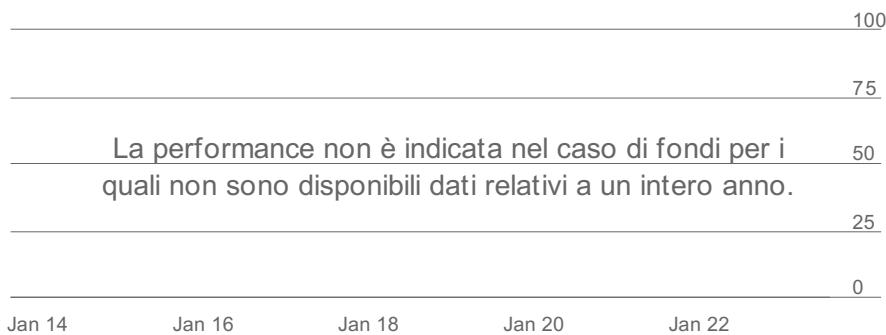 100
75
La performance non è indicata nel caso di fondi per i
50
quali non sono disponibili dati relativi a un intero anno.
25
0
Jan 14 Jan 16 Jan 18 Jan 20 Jan 22